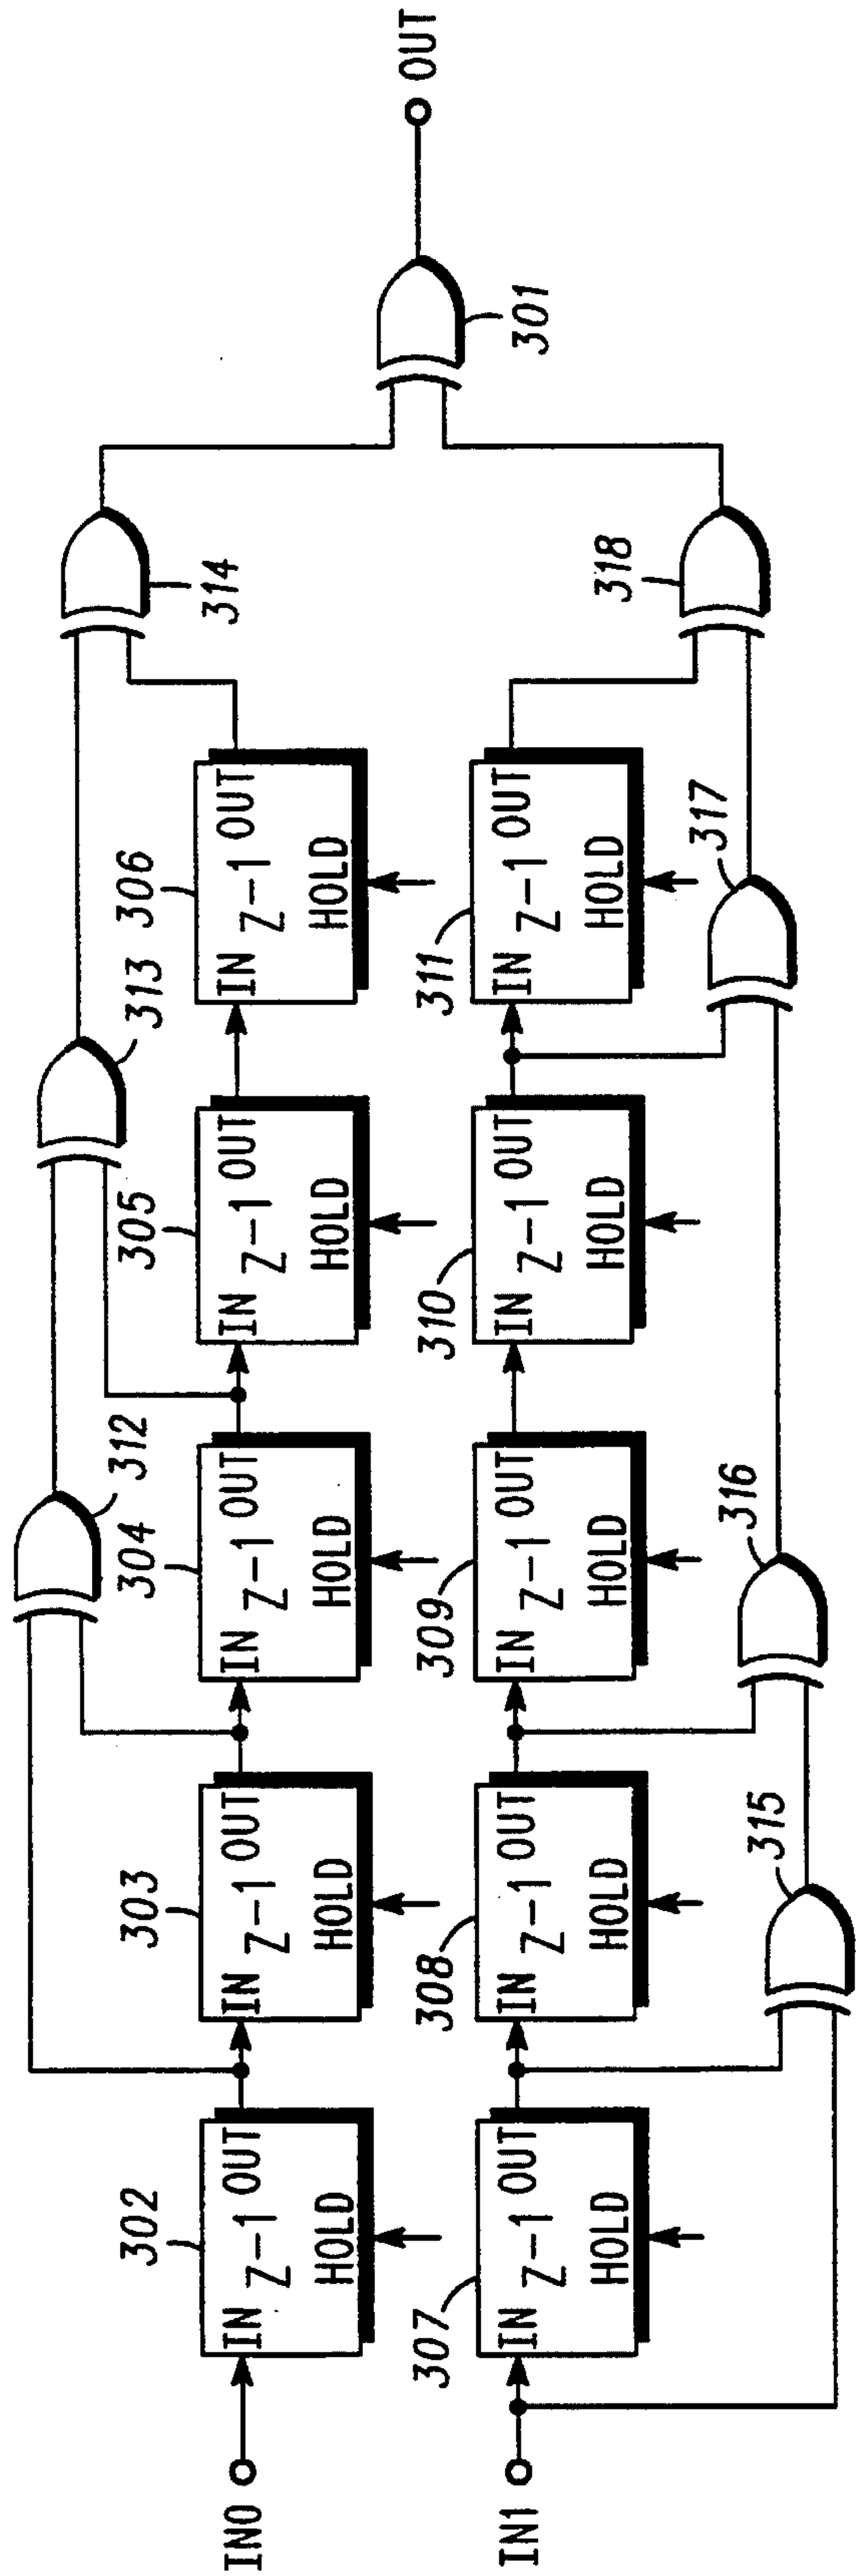 IN0
302
IN Z-1 OUT
HOLD
303
IN Z-1 OUT
HOLD
304
IN Z-1 OUT
HOLD
305
IN Z-1 OUT
HOLD
306
IN Z-1 OUT
HOLD
312
313
314
IN1
307
IN Z-1 OUT
HOLD
308
IN Z-1 OUT
HOLD
309
IN Z-1 OUT
HOLD
310
IN Z-1 OUT
HOLD
311
IN Z-1 OUT
HOLD
315
316
317
318
301
OUT